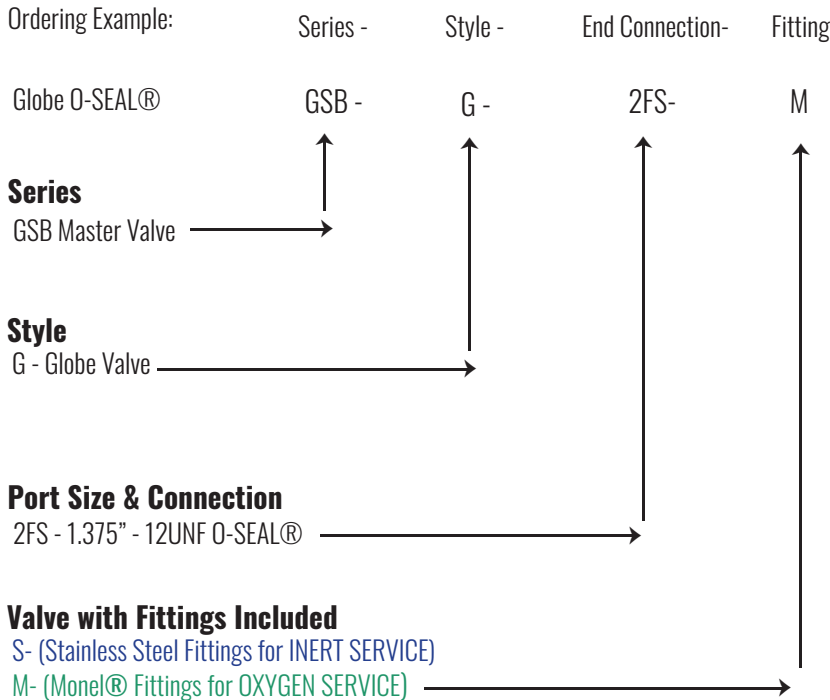 Ordering Example: Series - Style - End Connection- Fitting
Globe O-SEAL® GSB - G - 2FS- M
Series
GSB Master Valve
Style
G - Globe Valve
Port Size & Connection
2FS - 1.375” - 12UNF O-SEAL®
Valve with Fittings Included
S- (Stainless Steel Fittings for INERT SERVICE)
M- (Monel® Fittings for OXYGEN SERVICE)